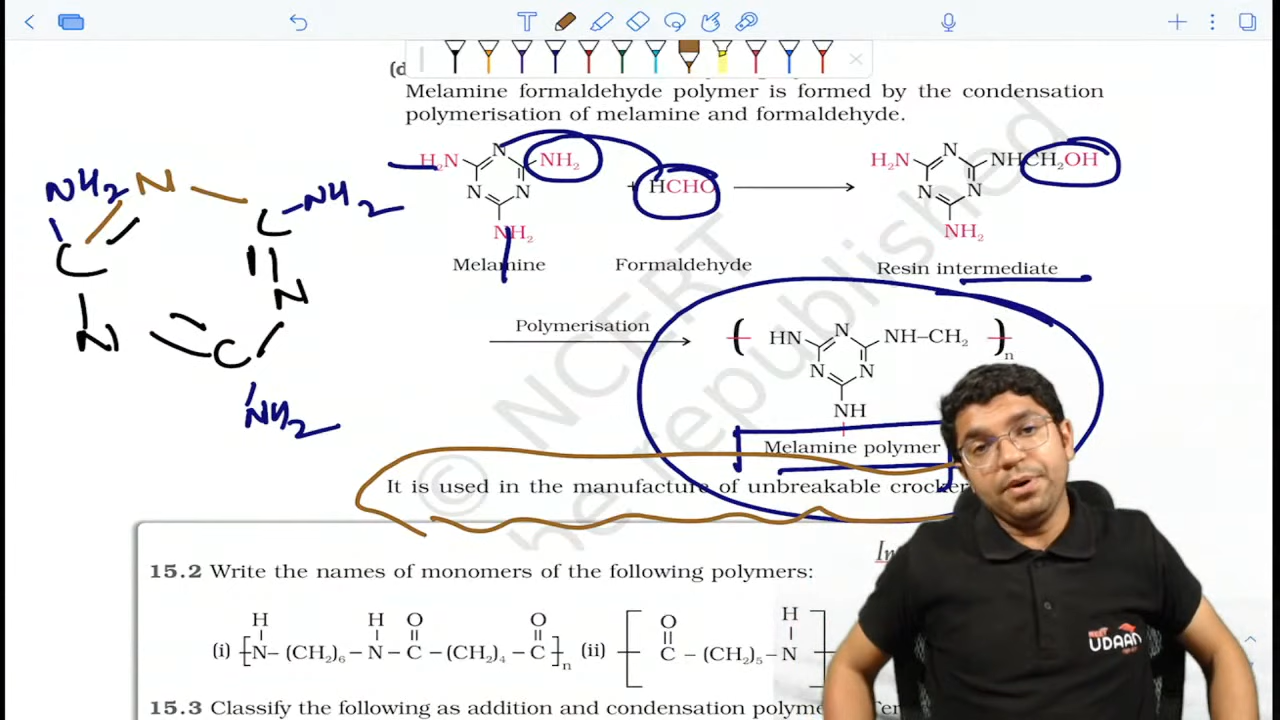 (d
Melamine formaldehyde polymer is formed by the condensation
polymerisation of melamine and formaldehyde.
H₂N N NH₂ + HCHO H₂N N NHCH₂OH
N N N N
NH₂ NH₂
Melamine Formaldehyde Resin intermediate
Polymerisation
( HN N NH–CH₂ )n
N N
NH
Melamine polymer
It is used in the manufacture of unbreakable crocker
NH₂ N C NH₂
C N
N C
NH₂
© NCERT
be republished
15.2 Write the names of monomers of the following polymers:
H H O O O H
(i) [N– (CH₂)₆ – N – C – (CH₂)₄ – C ]n (ii) [ C – (CH₂)₅ – N ]
15.3 Classify the following as addition and condensation
UDAAN